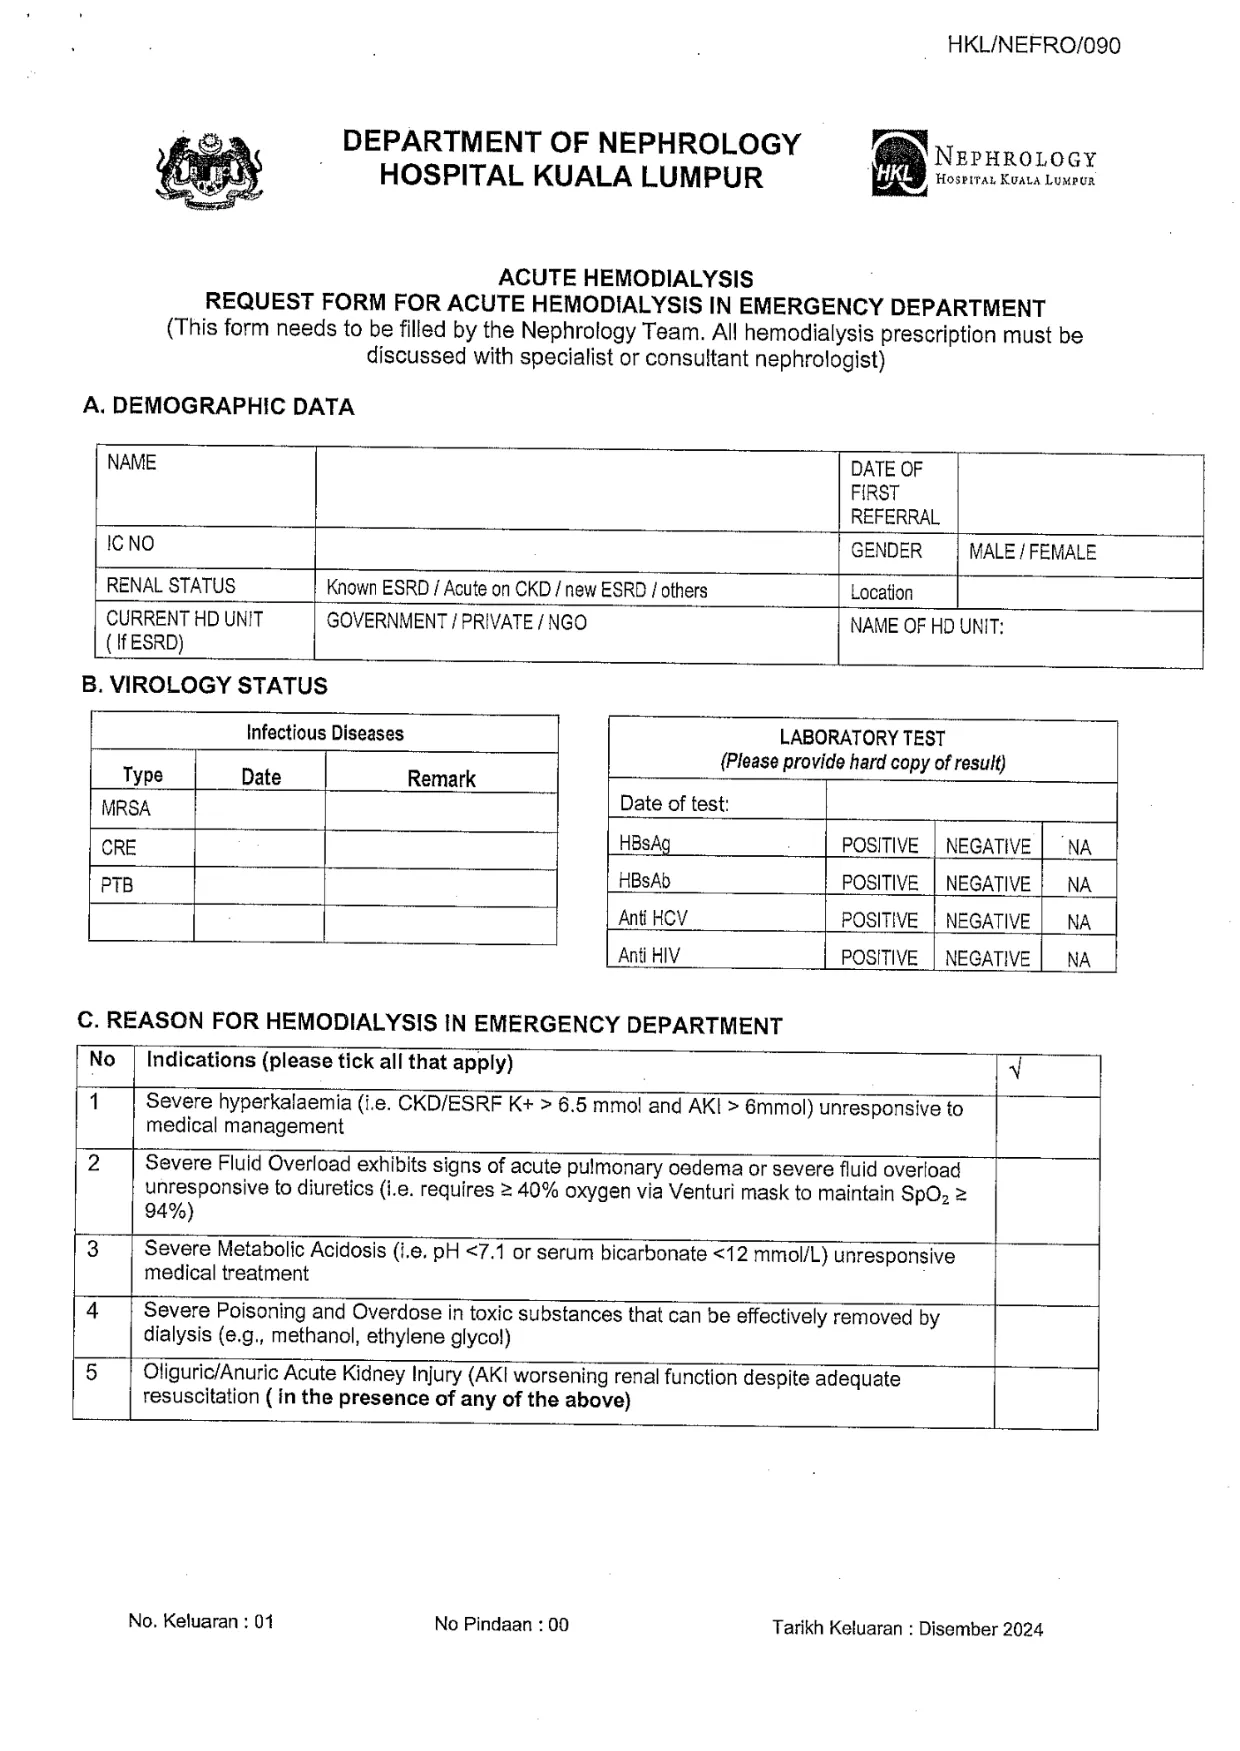 HKL/NEFRO/090
DEPARTMENT OF NEPHROLOGY
HOSPITAL KUALA LUMPUR
HKL
NEPHROLOGY
HOSPITAL KUALA LUMPUR
ACUTE HEMODIALYSIS
REQUEST FORM FOR ACUTE HEMODIALYSIS IN EMERGENCY DEPARTMENT
(This form needs to be filled by the Nephrology Team. All hemodialysis prescription must be
discussed with specialist or consultant nephrologist)
A. DEMOGRAPHIC DATA
NAME
DATE OF
FIRST
REFERRAL
IC NO
GENDER MALE / FEMALE
RENAL STATUS Known ESRD / Acute on CKD / new ESRD / others Location
CURRENT HD UNIT GOVERNMENT / PRIVATE / NGO NAME OF HD UNIT:
( If ESRD)
B. VIROLOGY STATUS
Infectious Diseases
Type Date Remark
MRSA
CRE
PTB
LABORATORY TEST
(Please provide hard copy of result)
Date of test:
HBsAg POSITIVE NEGATIVE NA
HBsAb POSITIVE NEGATIVE NA
Anti HCV POSITIVE NEGATIVE NA
Anti HIV POSITIVE NEGATIVE NA
C. REASON FOR HEMODIALYSIS IN EMERGENCY DEPARTMENT
No Indications (please tick all that apply) √
1 Severe hyperkalaemia (i.e. CKD/ESRF K+ > 6.5 mmol and AKI > 6mmol) unresponsive to
medical management
2 Severe Fluid Overload exhibits signs of acute pulmonary oedema or severe fluid overload
unresponsive to diuretics (i.e. requires ≥ 40% oxygen via Venturi mask to maintain SpO₂ ≥
94%)
3 Severe Metabolic Acidosis (i.e. pH <7.1 or serum bicarbonate <12 mmol/L) unresponsive
medical treatment
4 Severe Poisoning and Overdose in toxic substances that can be effectively removed by
dialysis (e.g., methanol, ethylene glycol)
5 Oliguric/Anuric Acute Kidney Injury (AKI worsening renal function despite adequate
resuscitation ( in the presence of any of the above)
No. Keluaran : 01 No Pindaan : 00 Tarikh Keluaran : Disember 2024